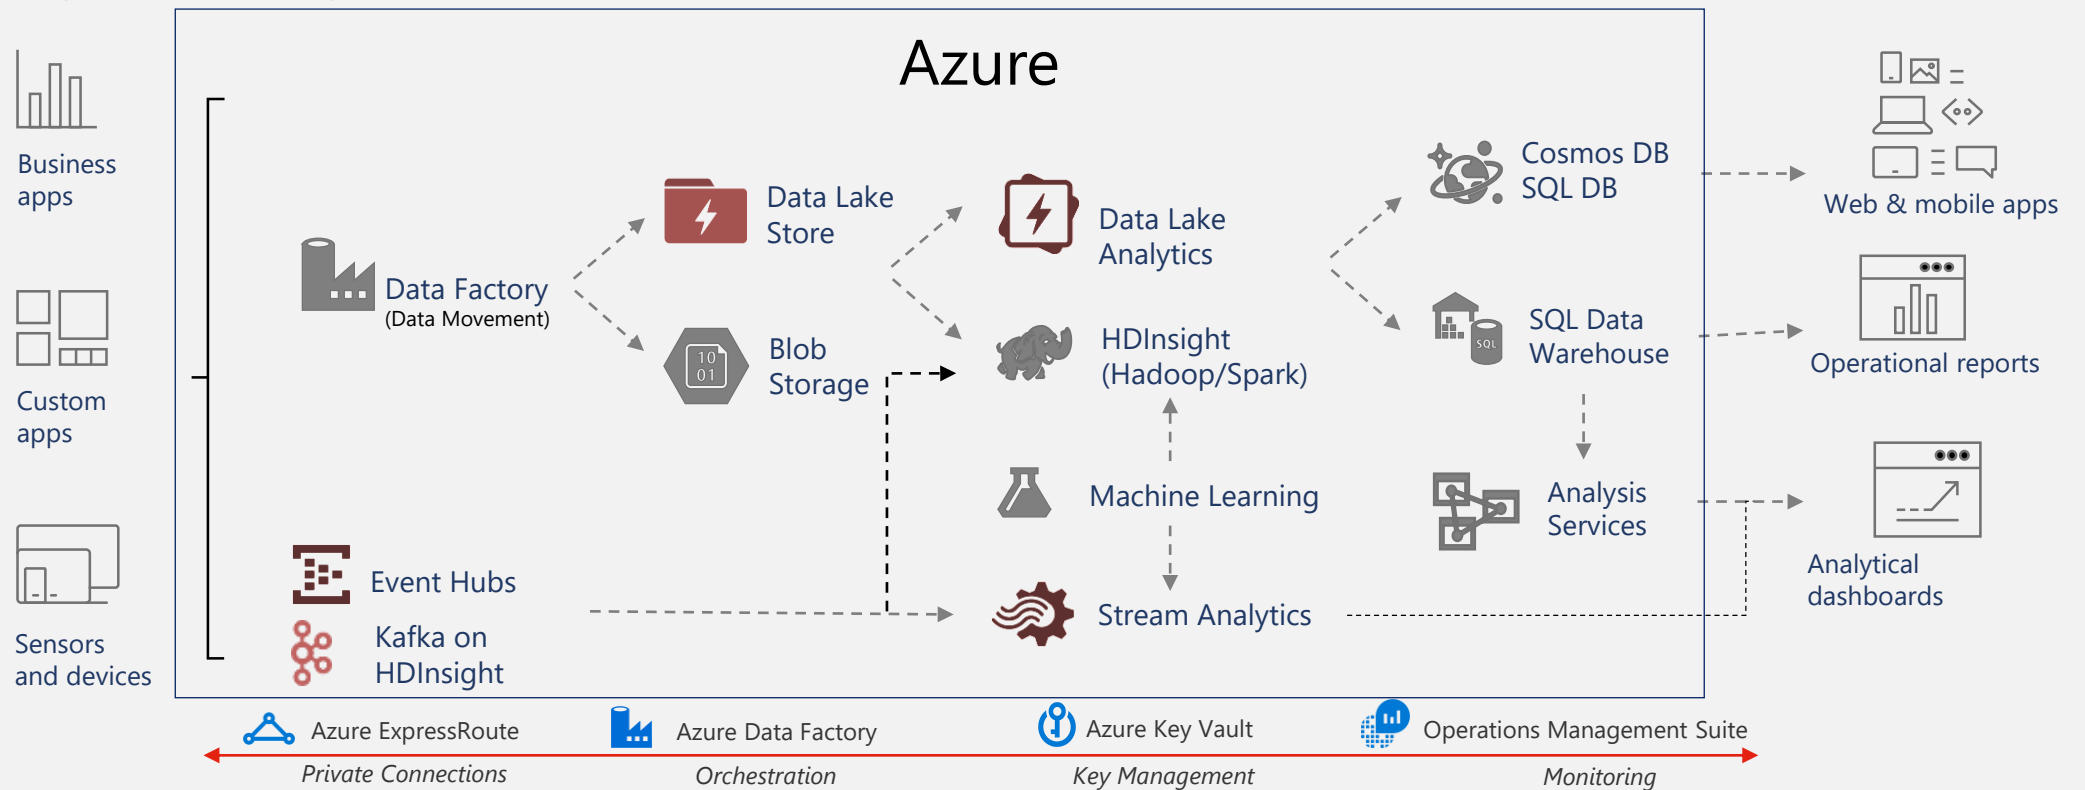 Azure
Business
apps
Custom
apps
Sensors
and devices
Data Factory
(Data Movement)
Event Hubs
Kafka on
HDInsight
Data Lake
Store
10
01
Blob
Storage
Data Lake
Analytics
HDInsight
(Hadoop/Spark)
Machine Learning
Stream Analytics
Cosmos DB
SQL DB
SQL
SQL Data
Warehouse
Analysis
Services
Web & mobile apps
Operational reports
Analytical
dashboards
Azure ExpressRoute
Azure Data Factory
Azure Key Vault
Operations Management Suite
Private Connections
Orchestration
Key Management
Monitoring